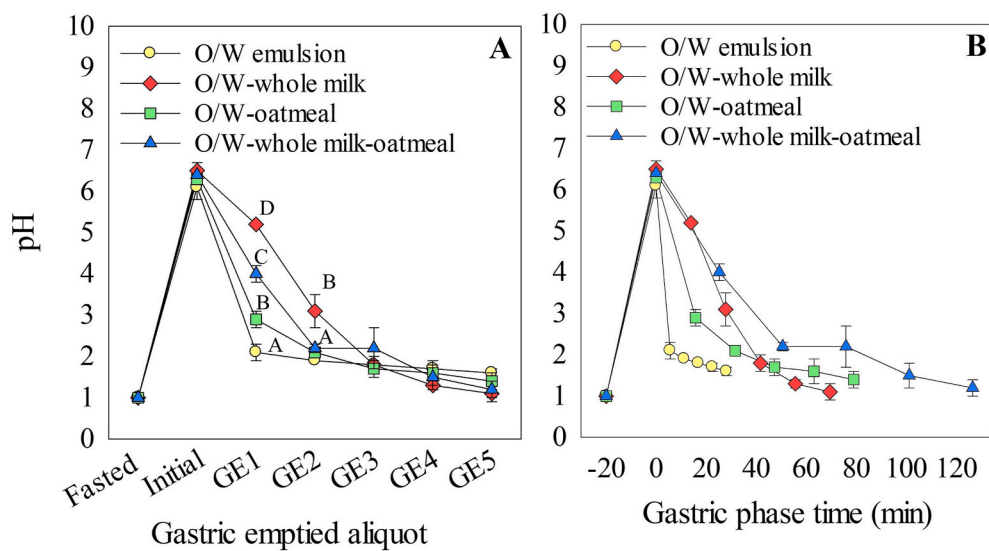 A
O/W emulsion
O/W-whole milk
O/W-oatmeal
O/W-whole milk-oatmeal
10
9
8
7
6
5
4
3
2
1
0
pH
D
C
B
B
A
A
Fasted
Initial
GE1
GE2
GE3
GE4
GE5
Gastric emptied aliquot
B
O/W emulsion
O/W-whole milk
O/W-oatmeal
O/W-whole milk-oatmeal
10
9
8
7
6
5
4
3
2
1
0
-20 0 20 40 60 80 100 120
Gastric phase time (min)